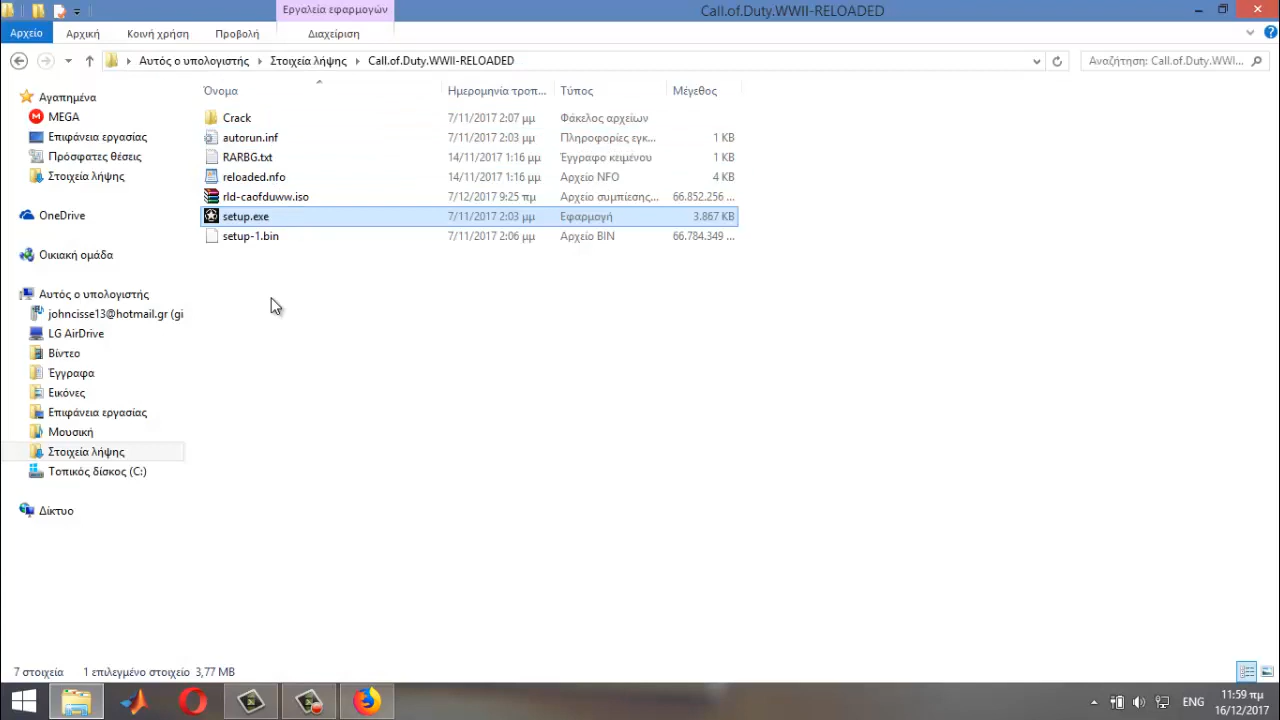 Εργαλεία εφαρμογών
Call.of.Duty.WWII-RELOADED
Αρχείο
Αρχική
Κοινή χρήση
Προβολή
Διαχείριση
Αυτός ο υπολογιστής
Στοιχεία λήψης
Call.of.Duty.WWII-RELOADED
Αναζήτηση: Call.of.Duty.WWI...
Όνομα Ημερομηνία τροπ... Τύπος Μέγεθος
Crack 7/11/2017 2:07 μμ Φάκελος αρχείων
autorun.inf 7/11/2017 2:03 μμ Πληροφορίες εγκ... 1 KB
RARBG.txt 14/11/2017 1:16 μμ Έγγραφο κειμένου 1 KB
reloaded.nfo 14/11/2017 1:16 μμ Αρχείο NFO 4 KB
rld-caofduww.iso 7/12/2017 9:25 πμ Αρχείο συμπίεσης... 66.852.256 ...
setup.exe 7/11/2017 2:03 μμ Εφαρμογή 3.867 KB
setup-1.bin 7/11/2017 2:06 μμ Αρχείο BIN 66.784.349 ...
Αγαπημένα
MEGA
Επιφάνεια εργασίας
Πρόσφατες θέσεις
Στοιχεία λήψης
OneDrive
Οικιακή ομάδα
Αυτός ο υπολογιστής
johncisse13@hotmail.gr (gi
LG AirDrive
Βίντεο
Έγγραφα
Εικόνες
Επιφάνεια εργασίας
Μουσική
Στοιχεία λήψης
Τοπικός δίσκος (C:)
Δίκτυο
7 στοιχεία 1 επιλεγμένο στοιχείο 3,77 MB
ΕΝΓ
11:59 πμ
16/12/2017